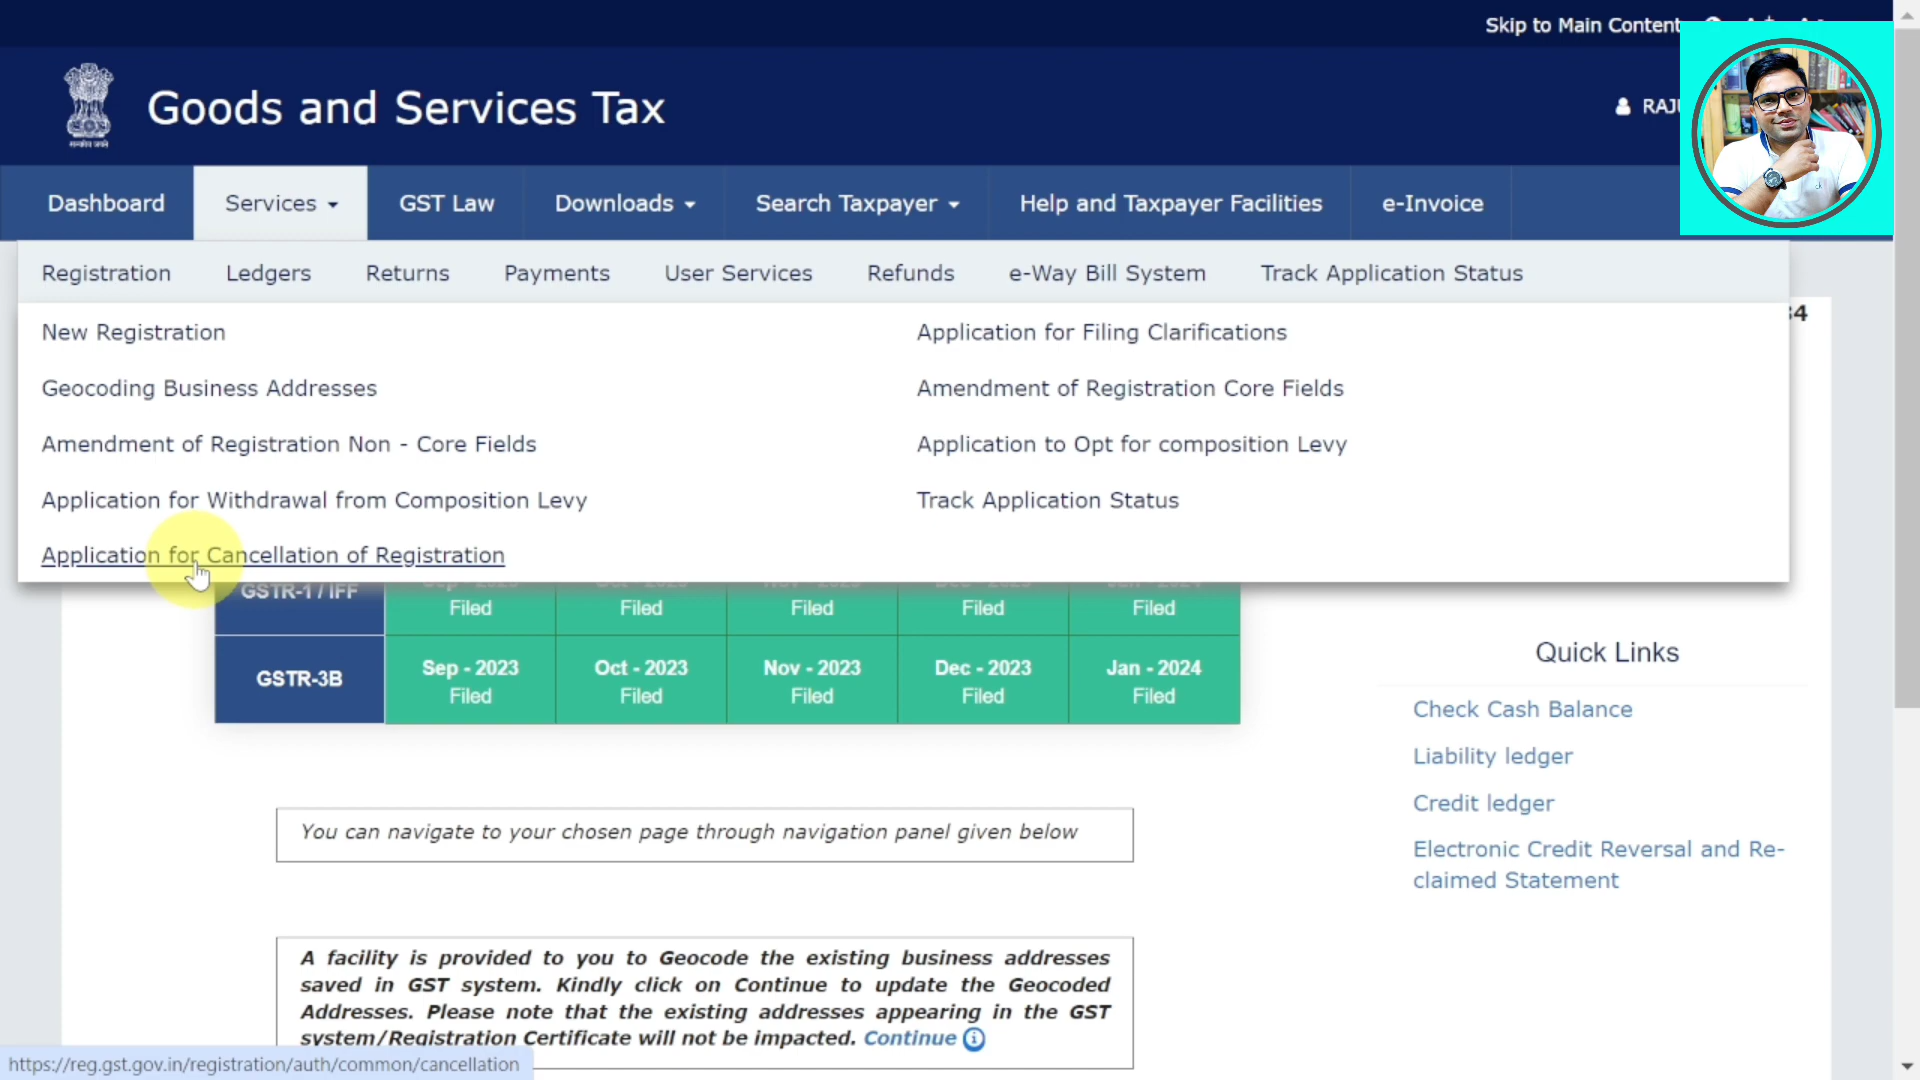 Skip to Main Content
Goods and Services Tax
Dashboard
Services
GST Law
Downloads
Search Taxpayer
Help and Taxpayer Facilities
e-Invoice
Registration
Ledgers
Returns
Payments
User Services
Refunds
e-Way Bill System
Track Application Status
New Registration
Application for Filing Clarifications
Geocoding Business Addresses
Amendment of Registration Core Fields
Amendment of Registration Non - Core Fields
Application to Opt for composition Levy
Application for Withdrawal from Composition Levy
Track Application Status
Application for Cancellation of Registration
GSTR-1 / IFF
Filed
Filed
Filed
Filed
Filed
GSTR-3B
Sep - 2023
Filed
Oct - 2023
Filed
Nov - 2023
Filed
Dec - 2023
Filed
Jan - 2024
Filed
Quick Links
Check Cash Balance
Liability ledger
Credit ledger
Electronic Credit Reversal and Re-
claimed Statement
You can navigate to your chosen page through navigation panel given below
A facility is provided to you to Geocode the existing business addresses
saved in GST system. Kindly click on Continue to update the Geocoded
Addresses. Please note that the existing addresses appearing in the GST
system/Registration Certificate will not be impacted. Continue
https://reg.gst.gov.in/registration/auth/common/cancellation